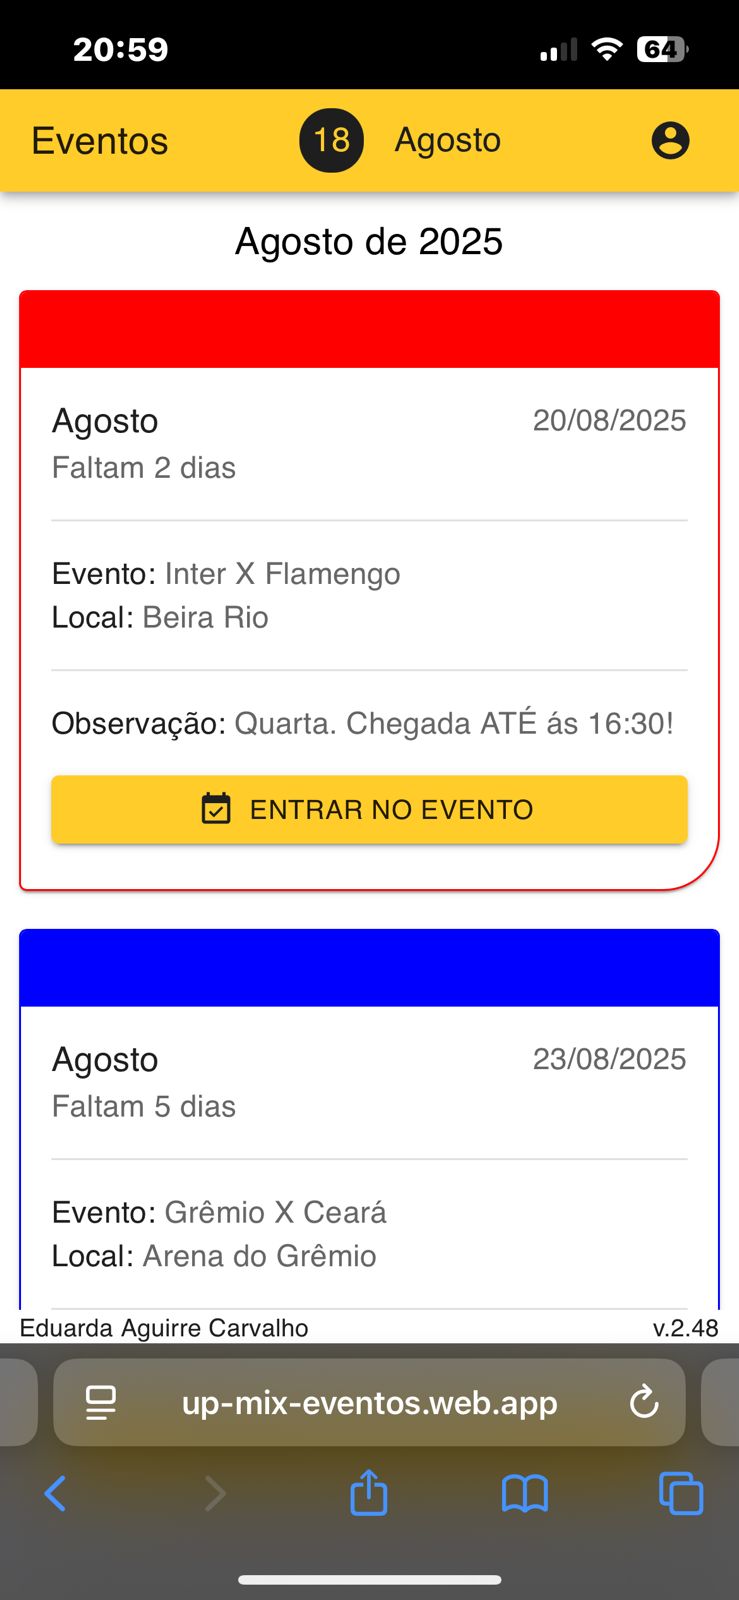 20:59
64
Eventos
18
Agosto
Agosto de 2025
Agosto
20/08/2025
Faltam 2 dias
Evento: Inter X Flamengo
Local: Beira Rio
Observação: Quarta. Chegada ATÉ ás 16:30!
ENTRAR NO EVENTO
Agosto
23/08/2025
Faltam 5 dias
Evento: Grêmio X Ceará
Local: Arena do Grêmio
Eduarda Aguirre Carvalho
v.2.48
up-mix-eventos.web.app